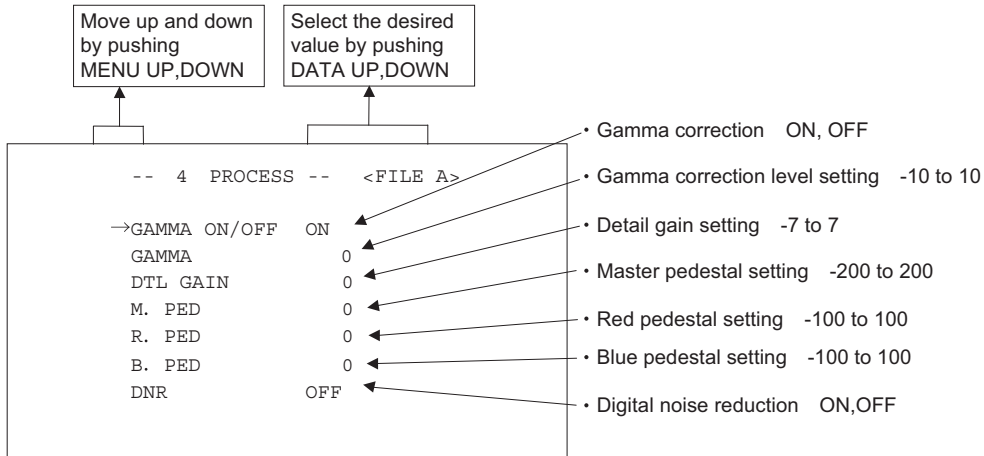 Move up and down
by pushing
MENU UP,DOWN
Select the desired
value by pushing
DATA UP,DOWN
-- 4 PROCESS -- <FILE A>
→GAMMA ON/OFF ON
GAMMA 0
DTL GAIN 0
M. PED 0
R. PED 0
B. PED 0
DNR OFF
・Gamma correction ON, OFF
・Gamma correction level setting -10 to 10
・Detail gain setting -7 to 7
・Master pedestal setting -200 to 200
・Red pedestal setting -100 to 100
・Blue pedestal setting -100 to 100
・Digital noise reduction ON,OFF